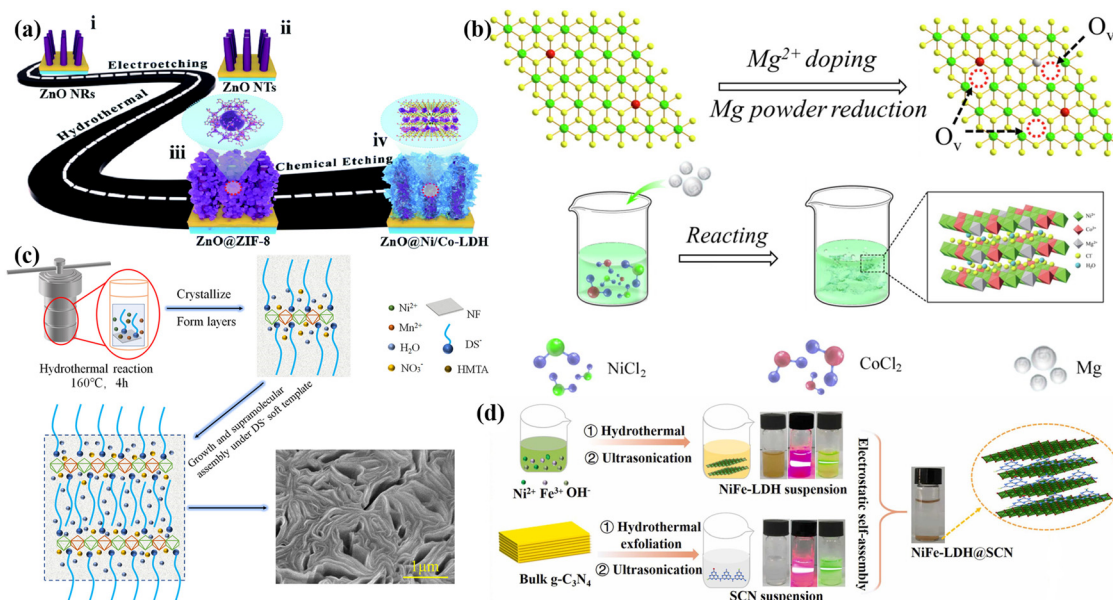 (a)
i
ii
Electroetching
ZnO NRs
ZnO NTs
Hydrothermal
iii
iv
Chemical Etching
ZnO@ZIF-8
ZnO@Ni/Co-LDH
(b)
Mg²⁺ doping
Mg powder reduction
Oᵥ
Oᵥ
Reacting
Ni²⁺
Co²⁺
Mg²⁺
Cl⁻
H₂O
NiCl₂
CoCl₂
Mg
(c)
Crystallize
Form layers
Hydrothermal reaction
160℃, 4h
Ni²⁺
NF
Mn²⁺
H₂O
DS⁻
NO₃⁻
HMTA
Growth and supramolecular
assembly under DS⁻ soft template
1μm
(d)
① Hydrothermal
② Ultrasonication
Ni²⁺ Fe³⁺ OH⁻
NiFe-LDH suspension
① Hydrothermal
exfoliation
② Ultrasonication
Bulk g-C₃N₄
SCN suspension
Electrostatic self-assembly
NiFe-LDH@SCN